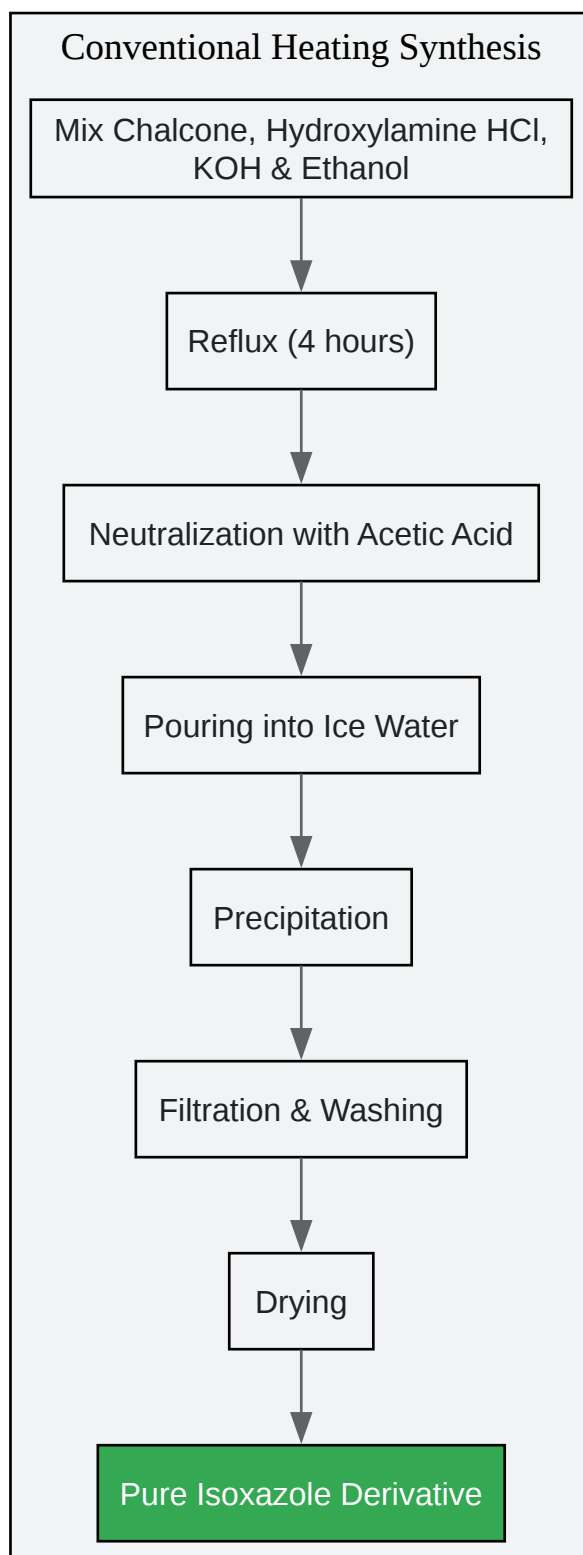 Conventional Heating Synthesis
Mix Chalcone, Hydroxylamine HCl,
KOH & Ethanol
Reflux (4 hours)
Neutralization with Acetic Acid
Pouring into Ice Water
Precipitation
Filtration & Washing
Drying
Pure Isoxazole Derivative